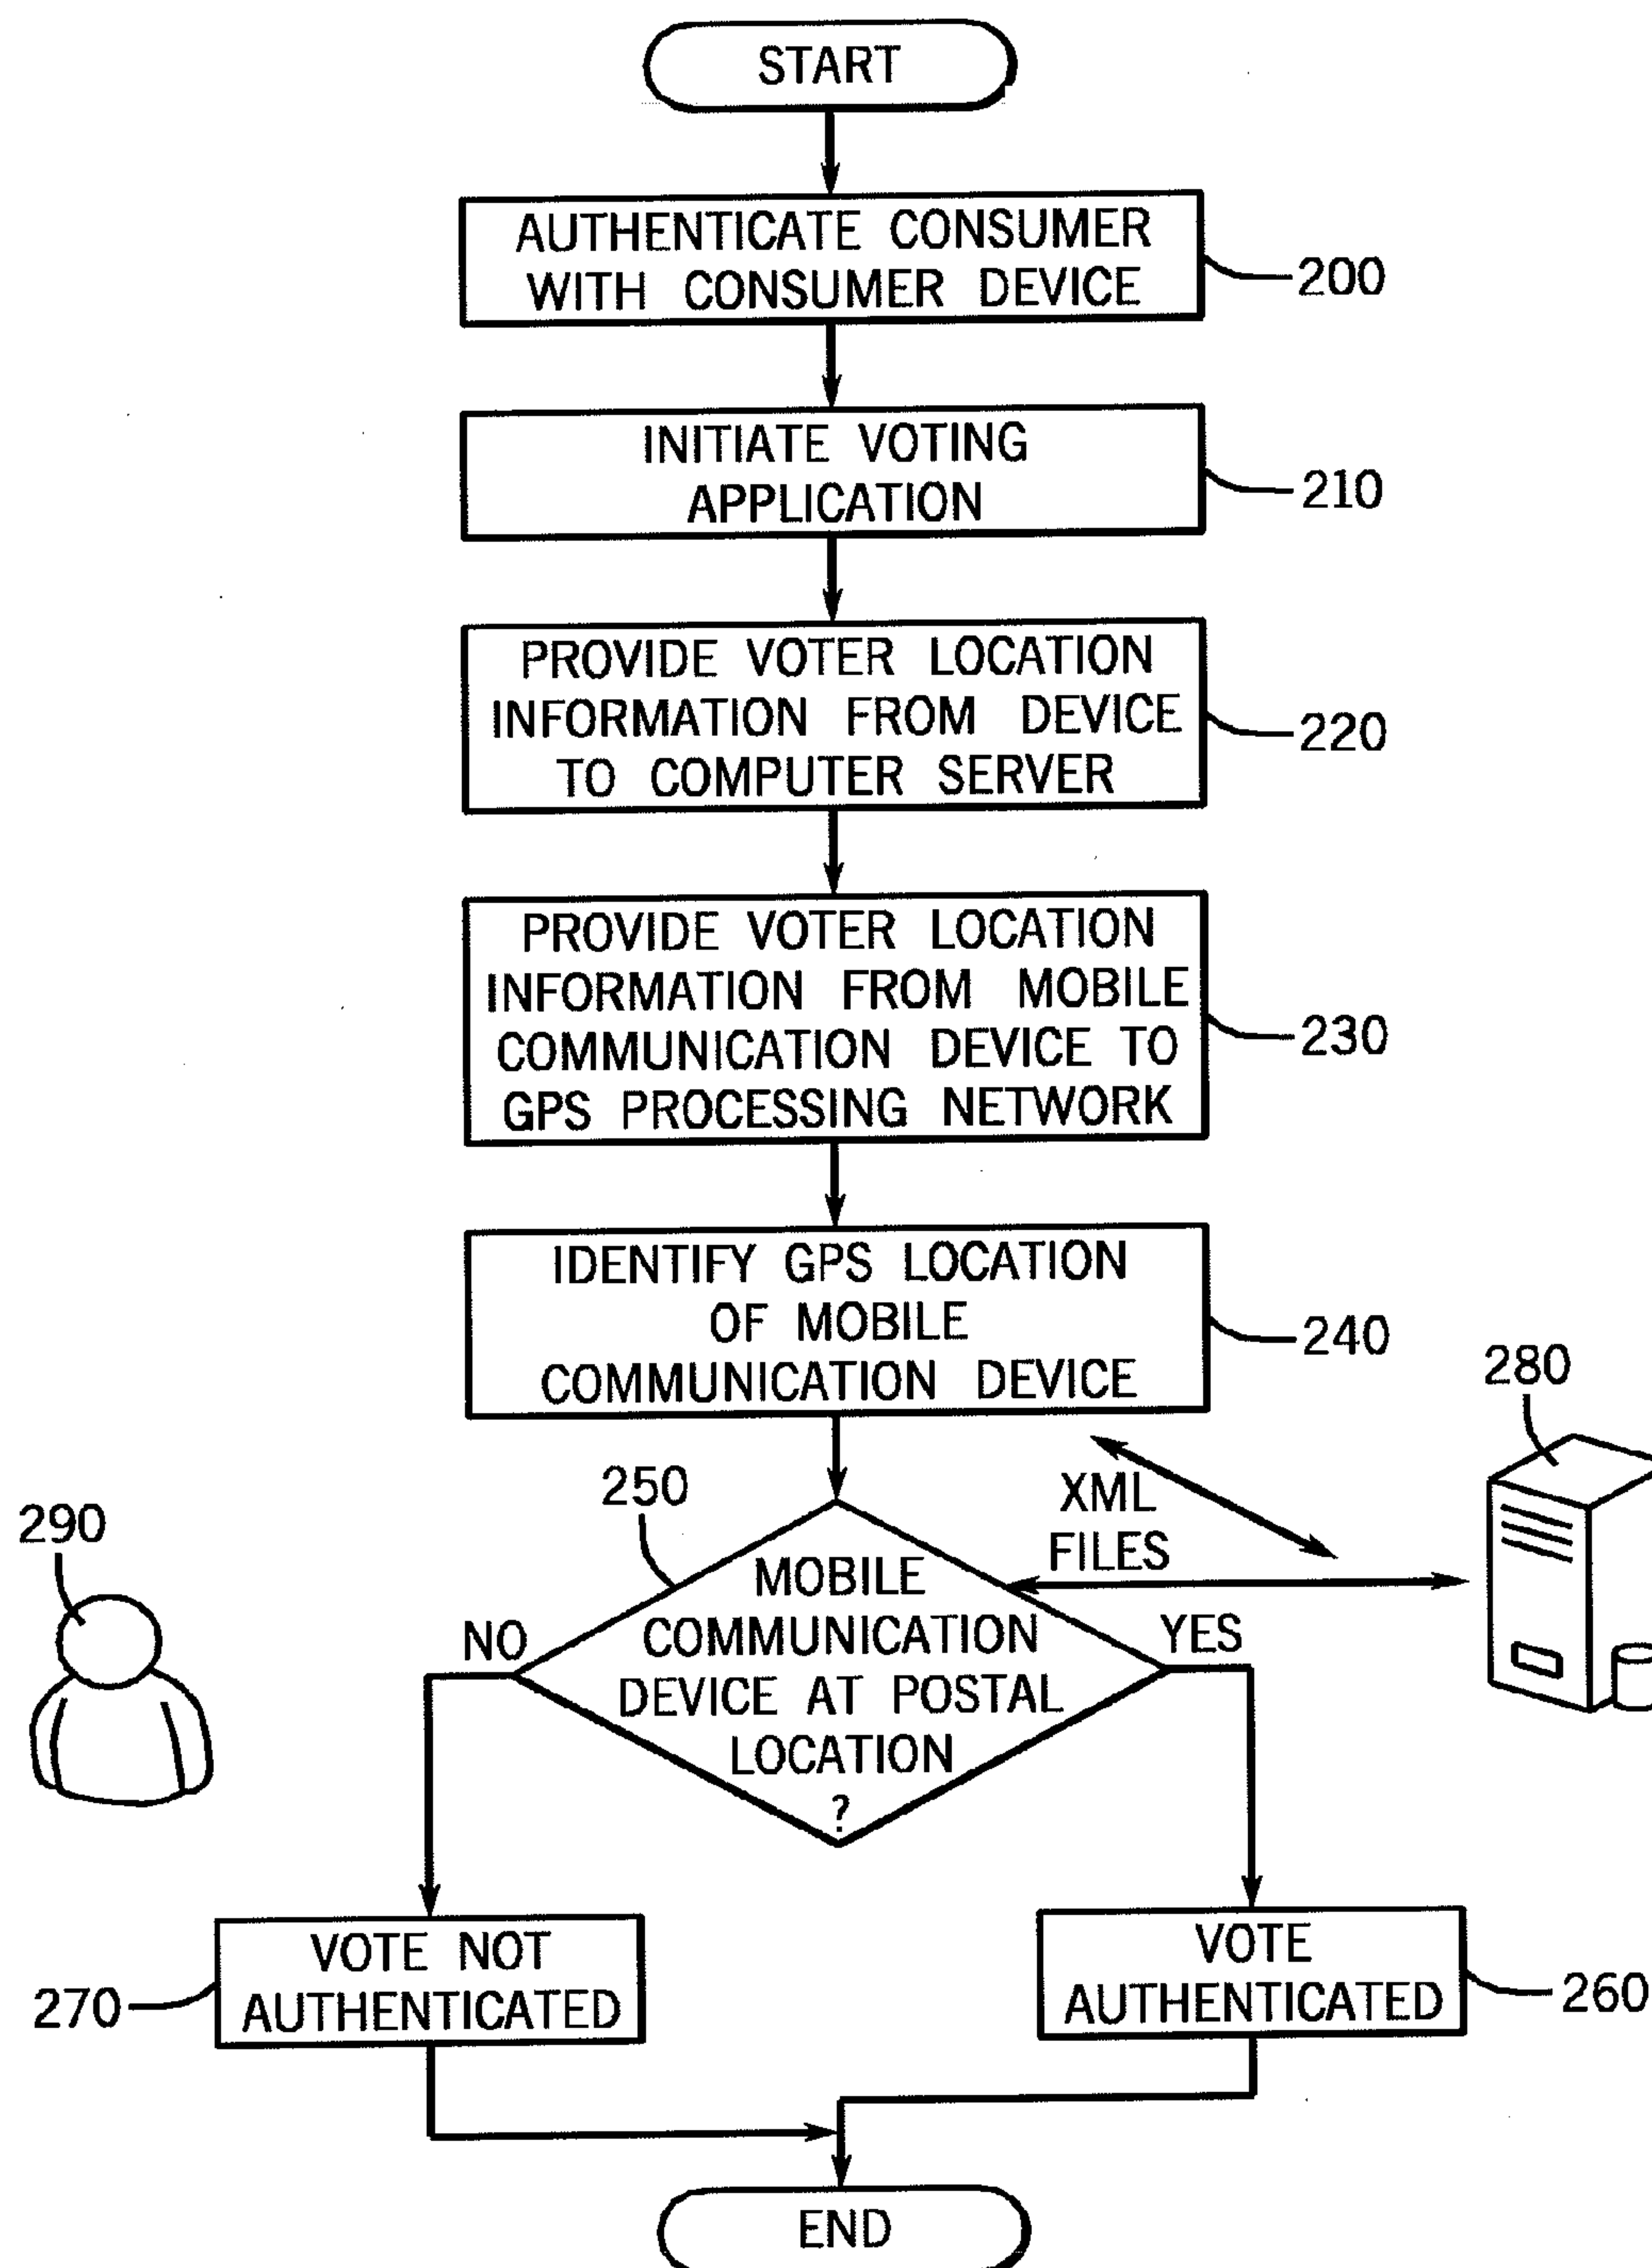 START
AUTHENTICATE CONSUMER
WITH CONSUMER DEVICE
200
INITIATE VOTING
APPLICATION
210
PROVIDE VOTER LOCATION
INFORMATION FROM DEVICE
TO COMPUTER SERVER
220
PROVIDE VOTER LOCATION
INFORMATION FROM MOBILE
COMMUNICATION DEVICE TO
GPS PROCESSING NETWORK
230
IDENTIFY GPS LOCATION
OF MOBILE
COMMUNICATION DEVICE
240
280
250
XML
FILES
290
MOBILE
COMMUNICATION
DEVICE AT POSTAL
LOCATION
?
NO
YES
VOTE NOT
AUTHENTICATED
270
VOTE
AUTHENTICATED
260
END